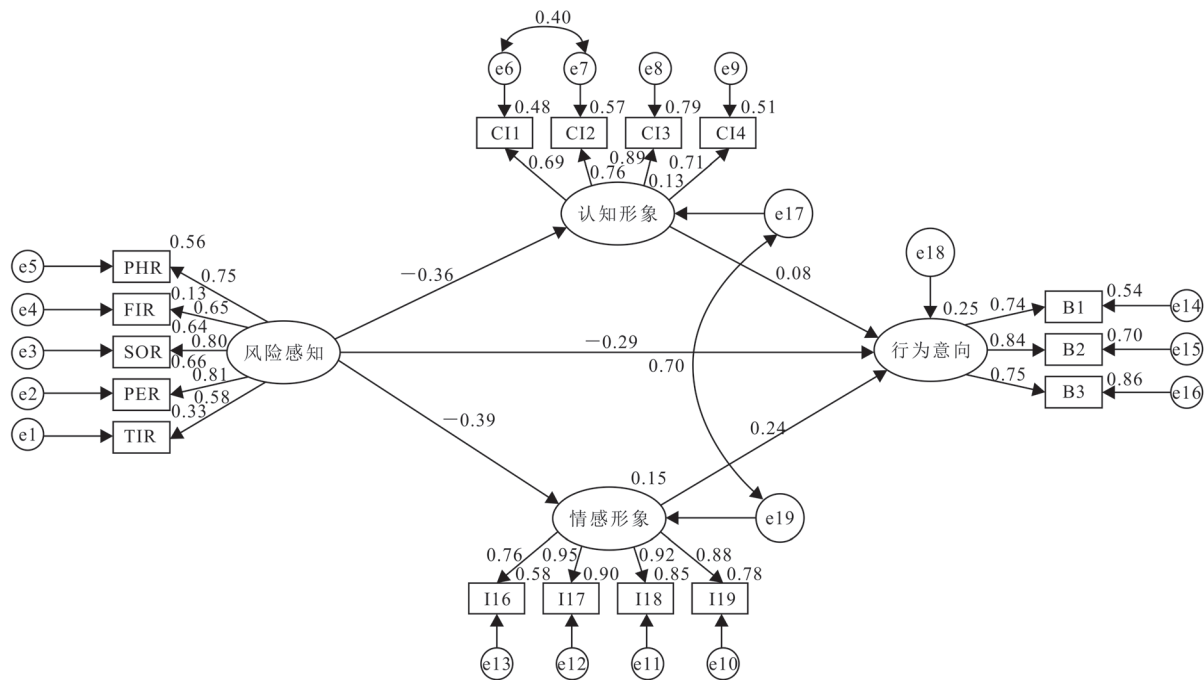 0.40
e6 e7 e8 e9
0.48 0.57 0.79 0.51
CI1 CI2 CI3 CI4
0.69 0.76 0.89 0.13 0.71
认知形象
e17
e18
0.56
e5 PHR 0.75
0.13
e4 FIR 0.65
0.64
e3 SOR 0.80
0.66
e2 PER 0.81
0.58
0.33
e1 TIR
风险感知
−0.36
0.08
−0.29
0.70
−0.39
0.24
0.25
行为意向
0.74 B1 0.54 e14
0.84 B2 0.70 e15
0.75 B3 0.86 e16
0.15
情感形象
e19
0.76 0.95 0.92 0.88
0.58 0.90 0.85 0.78
I16 I17 I18 I19
e13 e12 e11 e10